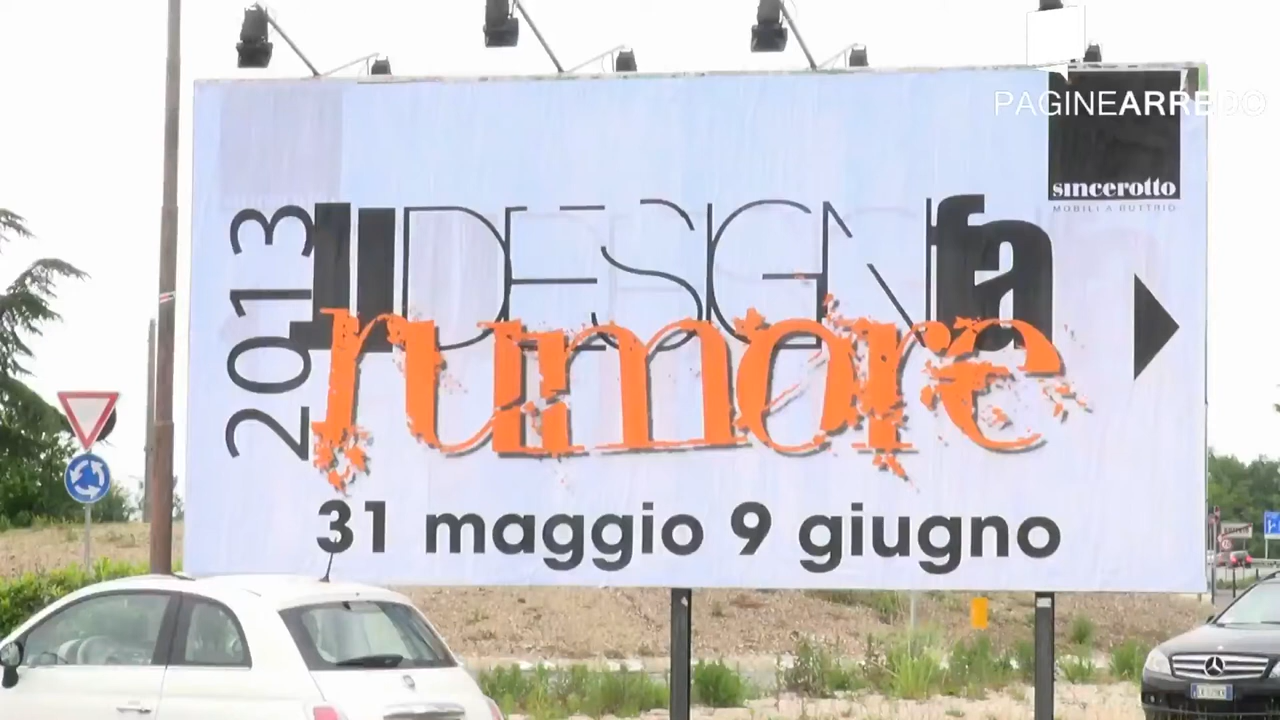 PAGINEARREDO
sincerotto
MOBILI A BUTTRIO
2013
IL DESIGN fa
rumore
31 maggio 9 giugno